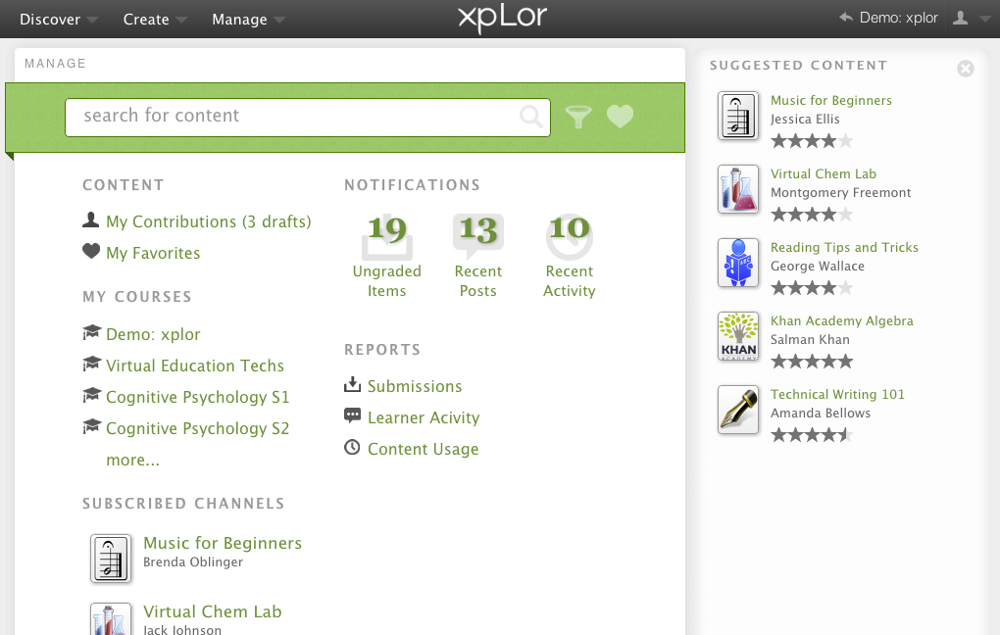 Discover
Create
Manage
xpLor
Demo: xplor
MANAGE
search for content
CONTENT
My Contributions (3 drafts)
My Favorites
MY COURSES
Demo: xplor
Virtual Education Techs
Cognitive Psychology S1
Cognitive Psychology S2
more...
SUBSCRIBED CHANNELS
Music for Beginners
Brenda Oblinger
Virtual Chem Lab
Jack Johnson
NOTIFICATIONS
19
Ungraded
Items
13
Recent
Posts
10
Recent
Activity
REPORTS
Submissions
Learner Acivity
Content Usage
SUGGESTED CONTENT
Music for Beginners
Jessica Ellis
Virtual Chem Lab
Montgomery Freemont
Reading Tips and Tricks
George Wallace
Khan Academy Algebra
Salman Khan
KHAN
ACADEMY
Technical Writing 101
Amanda Bellows